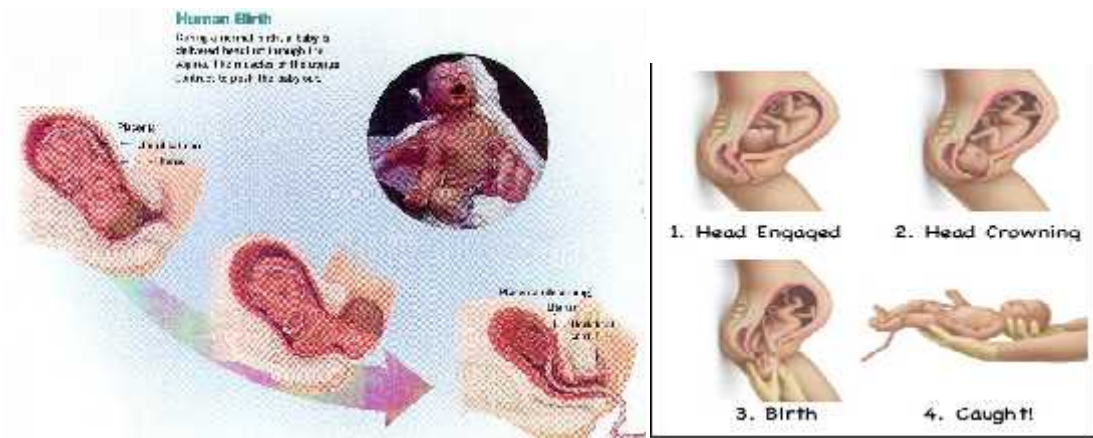 Human Birth
During a normal birth, a baby is
delivered head first through the
vagina. The muscles of the uterus
contract to push the baby out.
Placenta
Uterus
1. Head Engaged
2. Head Crowning
3. Birth
4. Caught!